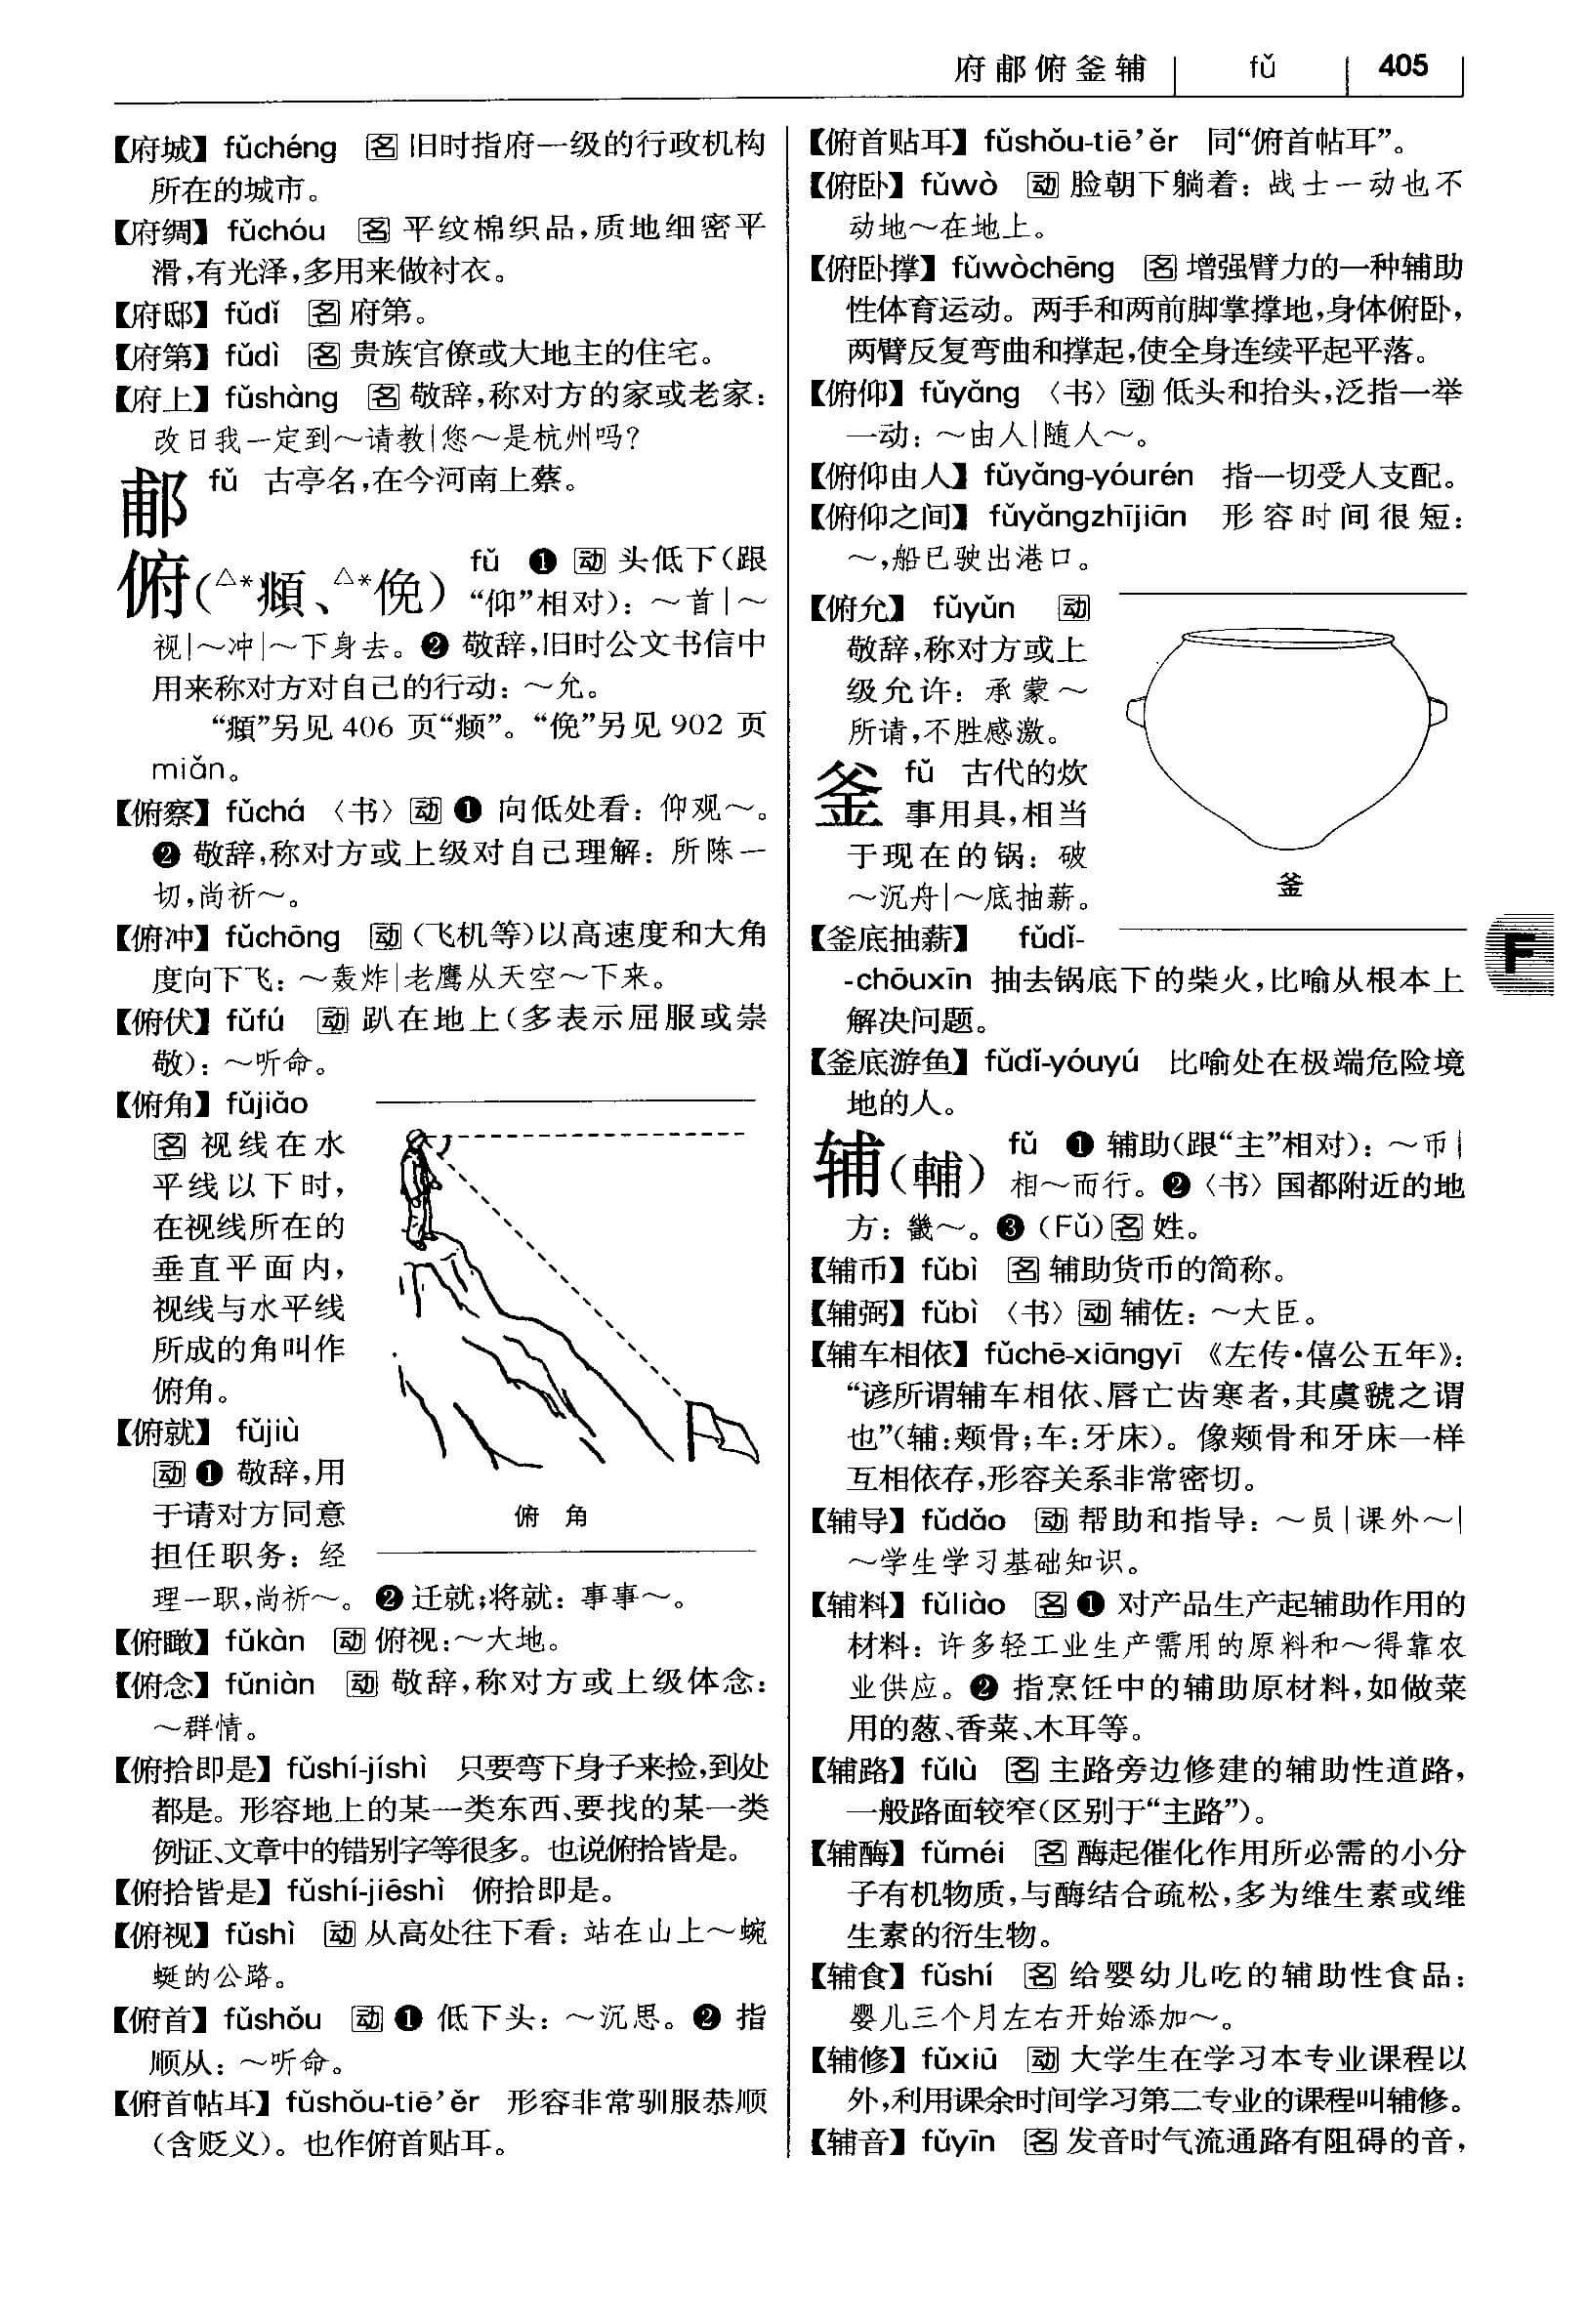 府 郙 俯 釜 辅 fǔ 405
【府城】 fǔchéng 名 旧时指府一级的行政机构
所在的城市。
【府绸】 fǔchóu 名 平纹棉织品,质地细密平
滑,有光泽,多用来做衬衣。
【府邸】 fǔdǐ 名 府第。
【府第】 fǔdì 名 贵族官僚或大地主的住宅。
【府上】 fǔshàng 名 敬辞,称对方的家或老家:
改日我一定到～请教|您～是杭州吗?
郙 fǔ 古亭名,在今河南上蔡。
俯(△*頫、△*俛) fǔ ❶ 动 头低下(跟
“仰”相对): ～首|～
视|～冲|～下身去。❷ 敬辞,旧时公文书信中
用来称对方对自己的行动: ～允。
“頫”另见 406 页“𫖯”。“俛”另见 902 页
miǎn。
【俯察】 fǔchá 〈书〉 动 ❶ 向低处看: 仰观～。
❷ 敬辞,称对方或上级对自己理解: 所陈一
切,尚祈～。
【俯冲】 fǔchōng 动 (飞机等)以高速度和大角
度向下飞: ～轰炸|老鹰从天空～下来。
【俯伏】 fǔfú 动 趴在地上(多表示屈服或崇
敬): ～听命。
【俯角】 fǔjiǎo
名 视线在水
平线以下时,
在视线所在的
垂直平面内,
视线与水平线
所成的角叫作
俯角。
【俯就】 fǔjiù
动 ❶ 敬辞,用
于请对方同意
担任职务: 经
俯 角
理一职,尚祈～。 ❷ 迁就;将就: 事事～。
【俯瞰】 fǔkàn 动 俯视:～大地。
【俯念】 fǔniàn 动 敬辞,称对方或上级体念:
～群情。
【俯拾即是】 fǔshí-jíshì 只要弯下身子来捡,到处
都是。形容地上的某一类东西、要找的某一类
例证、文章中的错别字等很多。也说俯拾皆是。
【俯拾皆是】 fǔshí-jiēshì 俯拾即是。
【俯视】 fǔshì 动 从高处往下看: 站在山上～蜿
蜒的公路。
【俯首】 fǔshǒu 动 ❶ 低下头: ～沉思。❷ 指
顺从: ～听命。
【俯首帖耳】 fǔshǒu-tiē’ěr 形容非常驯服恭顺
(含贬义)。也作俯首贴耳。
【俯首贴耳】 fǔshǒu-tiē’ěr 同“俯首帖耳”。
【俯卧】 fǔwò 动 脸朝下躺着: 战士一动也不
动地～在地上。
【俯卧撑】 fǔwòchēng 名 增强臂力的一种辅助
性体育运动。两手和两前脚掌撑地,身体俯卧,
两臂反复弯曲和撑起,使全身连续平起平落。
【俯仰】 fǔyǎng 〈书〉 动 低头和抬头,泛指一举
一动: ～由人|随人～。
【俯仰由人】 fǔyǎng-yóurén 指一切受人支配。
【俯仰之间】 fǔyǎngzhījiān 形容时间很短:
～,船已驶出港口。
【俯允】 fǔyǔn 动
敬辞,称对方或上
级允许: 承蒙～
所请,不胜感激。
釜 fǔ 古代的炊
事用具,相当
于现在的锅: 破
～沉舟|～底抽薪。
釜
【釜底抽薪】 fǔdǐ-
-chōuxīn 抽去锅底下的柴火,比喻从根本上
解决问题。
【釜底游鱼】 fǔdǐ-yóuyú 比喻处在极端危险境
地的人。
辅(輔) fǔ ❶ 辅助(跟“主”相对): ～币|
相～而行。❷〈书〉国都附近的地
方: 畿～。❸ (Fǔ) 名 姓。
【辅币】 fǔbì 名 辅助货币的简称。
【辅弼】 fǔbì 〈书〉 动 辅佐: ～大臣。
【辅车相依】 fǔchē-xiāngyī 《左传·僖公五年》:
“谚所谓辅车相依、唇亡齿寒者,其虞虢之谓
也”(辅:颊骨;车:牙床)。像颊骨和牙床一样
互相依存,形容关系非常密切。
【辅导】 fǔdǎo 动 帮助和指导: ～员|课外～|
～学生学习基础知识。
【辅料】 fǔliào 名 ❶ 对产品生产起辅助作用的
材料: 许多轻工业生产需用的原料和～得靠农
业供应。❷ 指烹饪中的辅助原材料,如做菜
用的葱、香菜、木耳等。
【辅路】 fǔlù 名 主路旁边修建的辅助性道路,
一般路面较窄(区别于“主路”)。
【辅酶】 fǔméi 名 酶起催化作用所必需的小分
子有机物质,与酶结合疏松,多为维生素或维
生素的衍生物。
【辅食】 fǔshí 名 给婴幼儿吃的辅助性食品:
婴儿三个月左右开始添加～。
【辅修】 fǔxiū 动 大学生在学习本专业课程以
外,利用课余时间学习第二专业的课程叫辅修。
【辅音】 fǔyīn 名 发音时气流通路有阻碍的音,
F